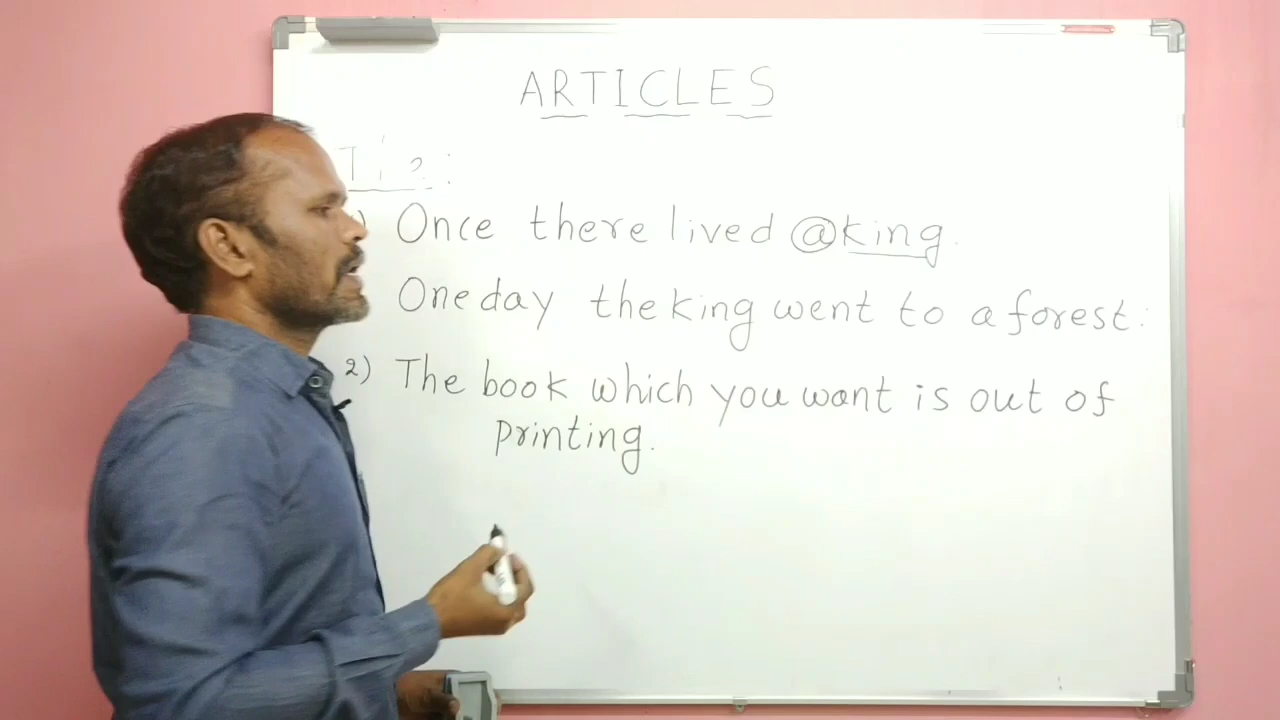 ARTICLES
Once there lived ⓐ king.
One day the king went to a forest.
2) The book which you want is out of
printing.